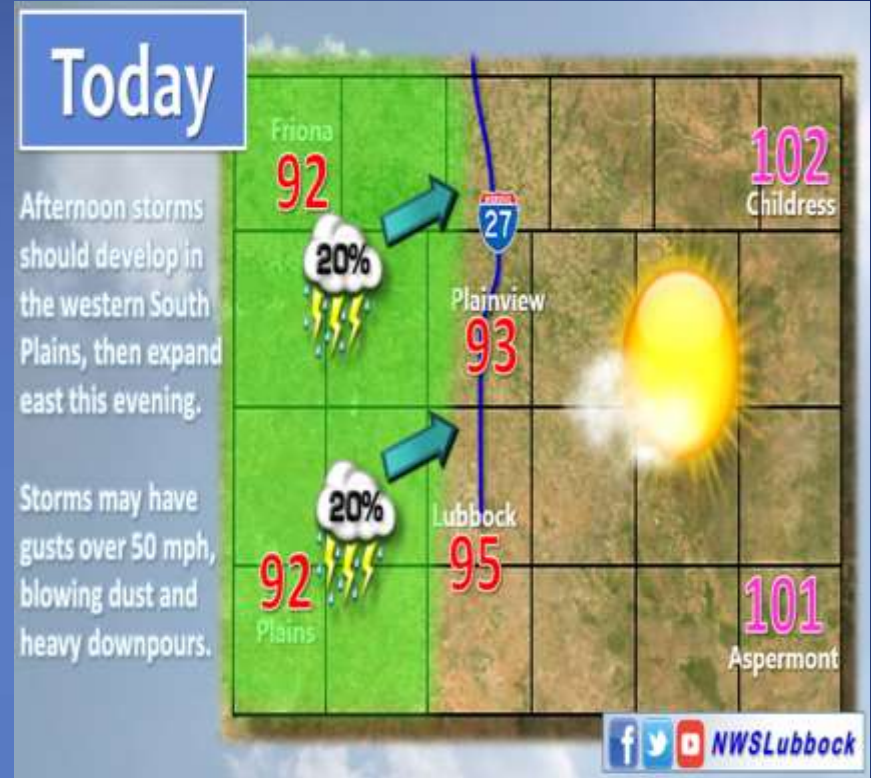 Today
Afternoon storms
should develop in
the western South
Plains, then expand
east this evening.
Storms may have
gusts over 50 mph,
blowing dust and
heavy downpours.
Friona
92
20%
27
102
Childress
Plainview
93
20%
92
Plains
Lubbock
95
101
Aspermont
NWSLubbock